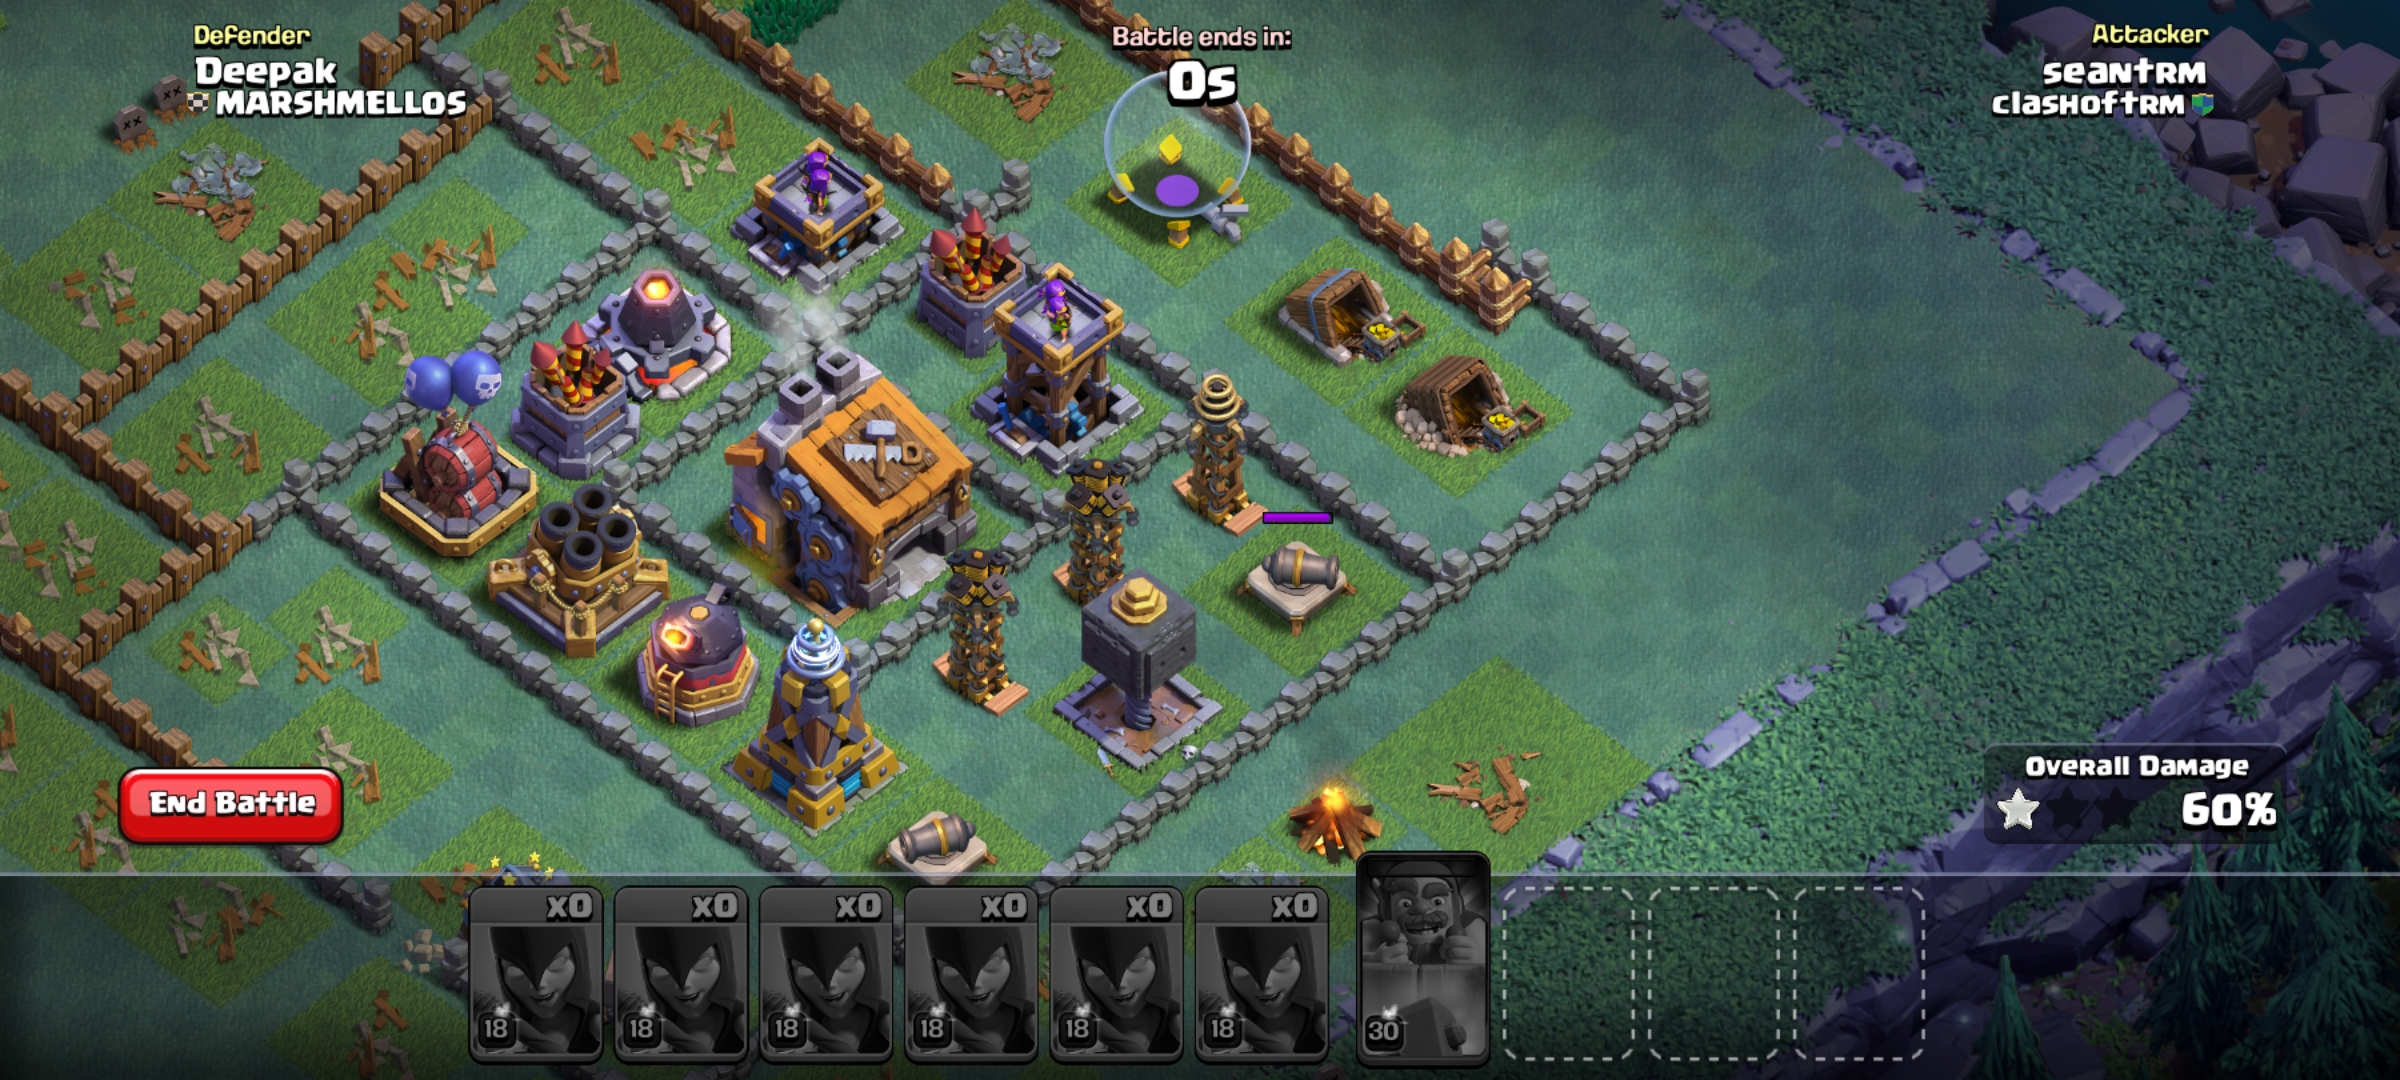 Defender
Deepak
MARSHMELLOS
Battle ends in:
0s
Attacker
seantRM
clashoftRM
End Battle
Overall Damage
60%
x0
x0
x0
x0
x0
x0
18
18
18
18
18
18
30